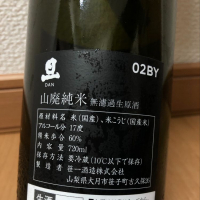 旦
DAN
02BY
山廃純米 無濾過生原酒
原材料名 米(国産)、米こうじ(国産米)
アルコール分 17度
精米歩合 60%
内容量 720ml
保存方法 要冷蔵(10℃以下で保存)
製造者 笹一酒造株式会社
山梨県大月市笹子町吉久保26
生酒